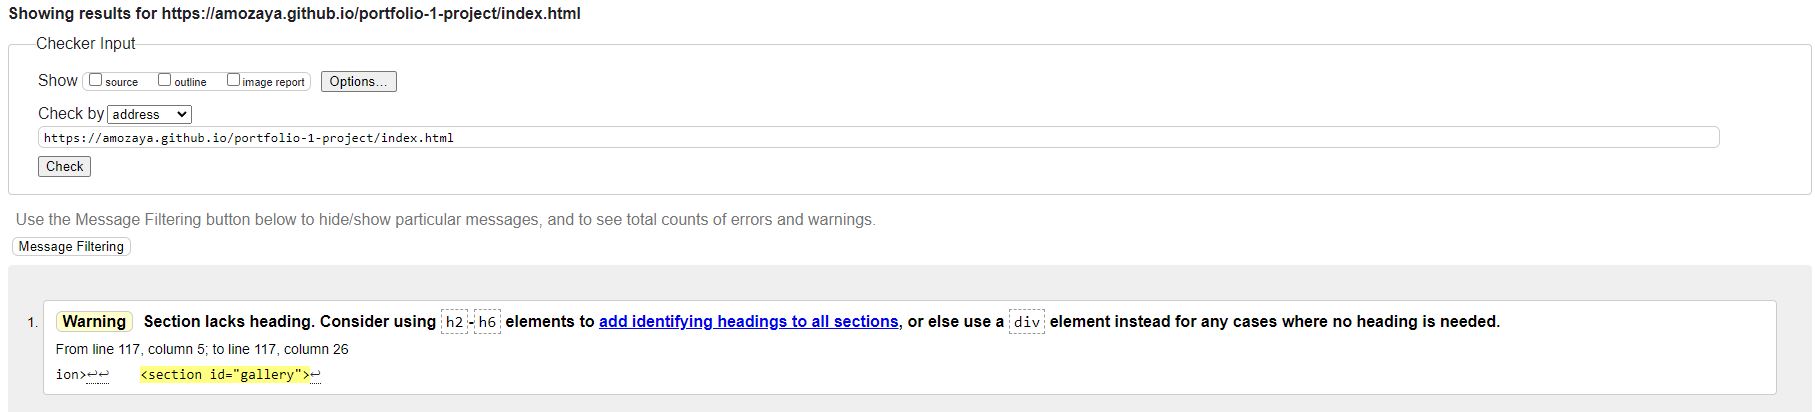 Showing results for https://amozaya.github.io/portfolio-1-project/index.html
Checker Input
Show source outline image report Options...
Check by address
https://amozaya.github.io/portfolio-1-project/index.html
Check
Use the Message Filtering button below to hide/show particular messages, and to see total counts of errors and warnings.
Message Filtering
1. Warning Section lacks heading. Consider using h2-h6 elements to add identifying headings to all sections, or else use a div element instead for any cases where no heading is needed.
From line 117, column 5; to line 117, column 26
ion>↩↩ <section id="gallery">↩